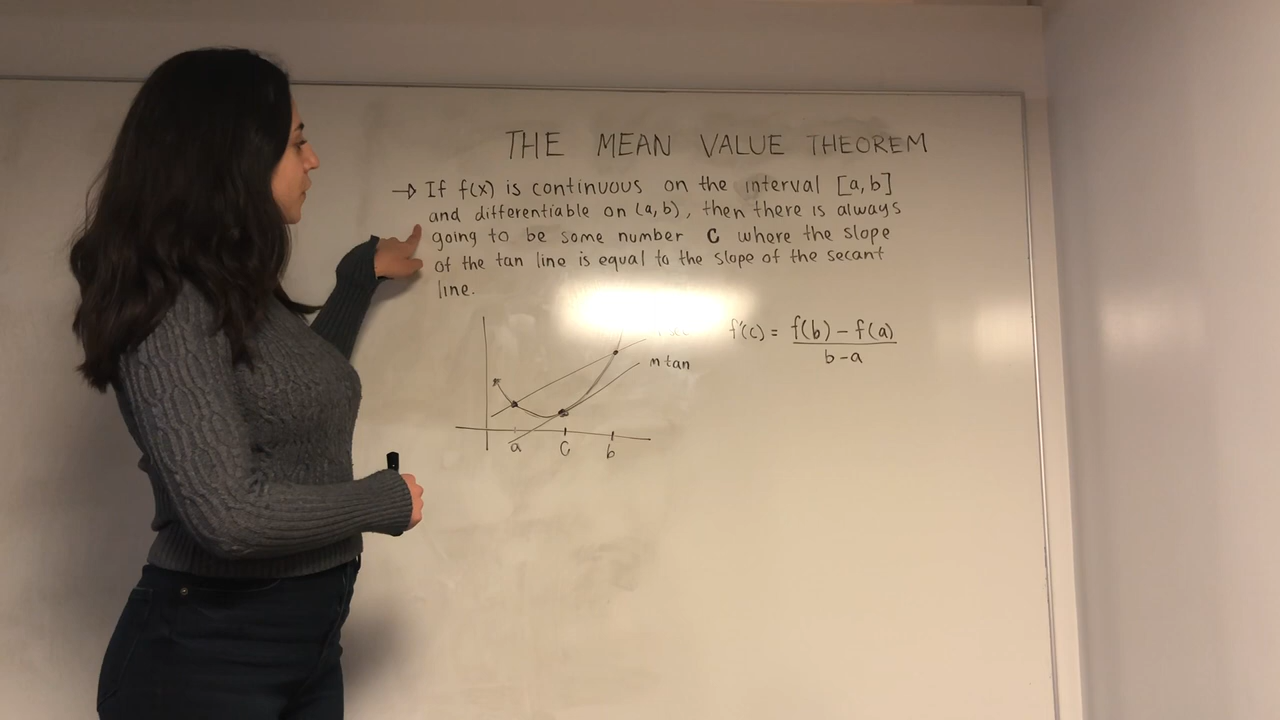 THE MEAN VALUE THEOREM
→ If f(x) is continuous on the interval [a,b]
and differentiable on (a,b), then there is always
going to be some number C where the slope
of the tan line is equal to the slope of the secant
line.
f'(c) = f(b) - f(a)
b-a
m tan
a C b